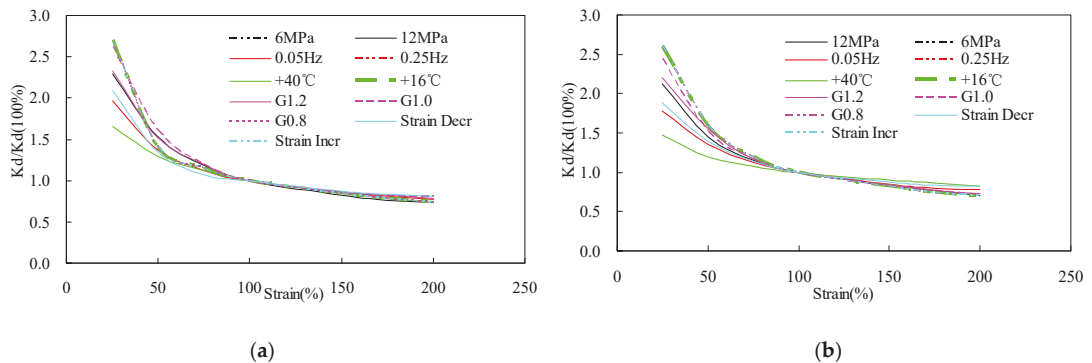 (a)
Kd/Kd(100%)
3.0
2.5
2.0
1.5
1.0
0.5
0.0
0 50 100 150 200 250
Strain(%)
6MPa 12MPa
0.05Hz 0.25Hz
+40℃ +16℃
G1.2 G1.0
G0.8 Strain Decr
Strain Incr
(a)
(b)
Kd/Kd(100%)
3.0
2.5
2.0
1.5
1.0
0.5
0.0
0 50 100 150 200 250
Strain(%)
12MPa 6MPa
0.05Hz 0.25Hz
+40℃ +16℃
G1.2 G1.0
G0.8 Strain Decr
Strain Incr
(b)